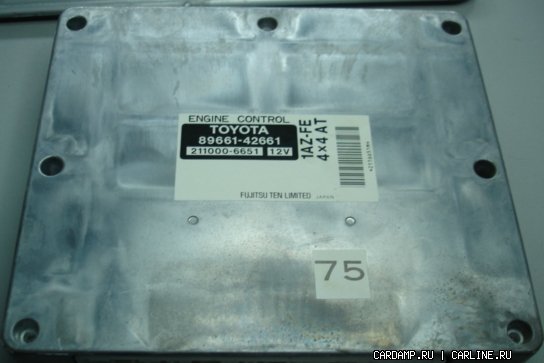 ENGINE CONTROL
TOYOTA
89661-42661
211000-6651 12V
1AZ-FE
4×4 AT
FUJITSU TEN LIMITED JAPAN
75
CARDAMP.RU | CARLINE.RU